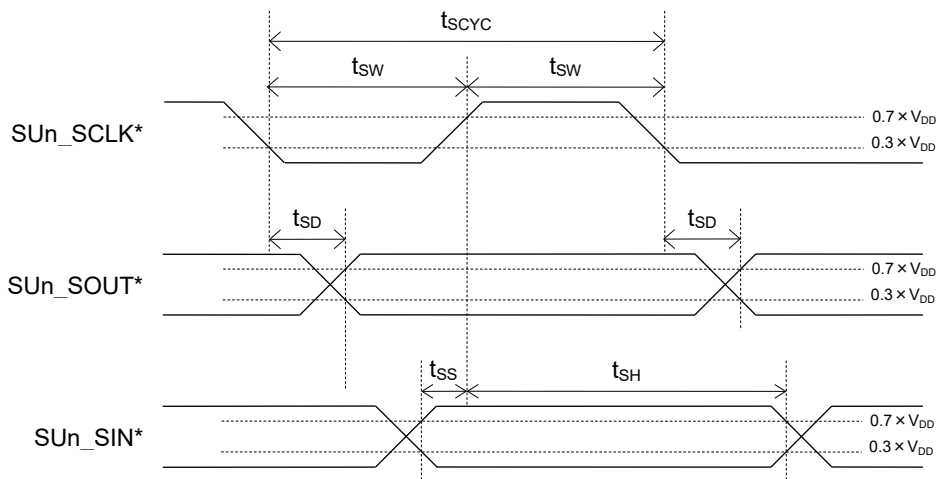 tSCYC
tSW tSW
SUn_SCLK*
0.7 × VDD
0.3 × VDD
tSD tSD
SUn_SOUT*
0.7 × VDD
0.3 × VDD
tSS tSH
SUn_SIN*
0.7 × VDD
0.3 × VDD